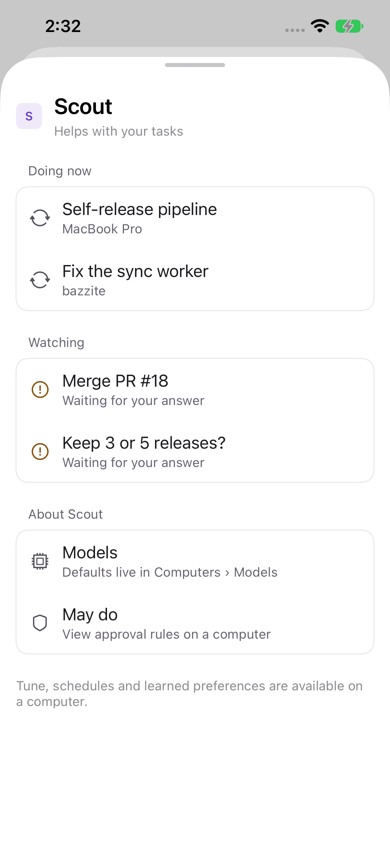 2:32
S
Scout
Helps with your tasks
Doing now
Self-release pipeline
MacBook Pro
Fix the sync worker
bazzite
Watching
Merge PR #18
Waiting for your answer
Keep 3 or 5 releases?
Waiting for your answer
About Scout
Models
Defaults live in Computers › Models
May do
View approval rules on a computer
Tune, schedules and learned preferences are available on
a computer.